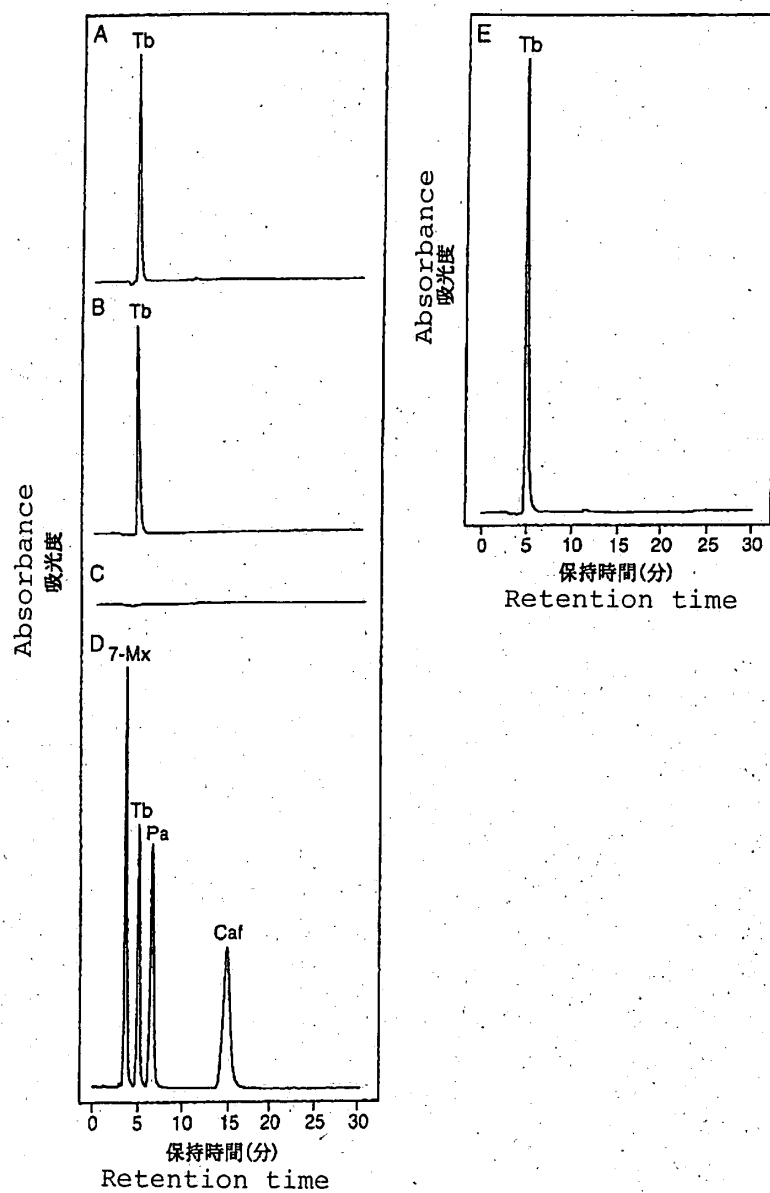 A
Tb
B
Tb
C
D
7-Mx
Tb
Pa
Caf
Absorbance
吸光度
0 5 10 15 20 25 30
保持時間(分)
Retention time
E
Tb
Absorbance
吸光度
0 5 10 15 20 25 30
保持時間(分)
Retention time